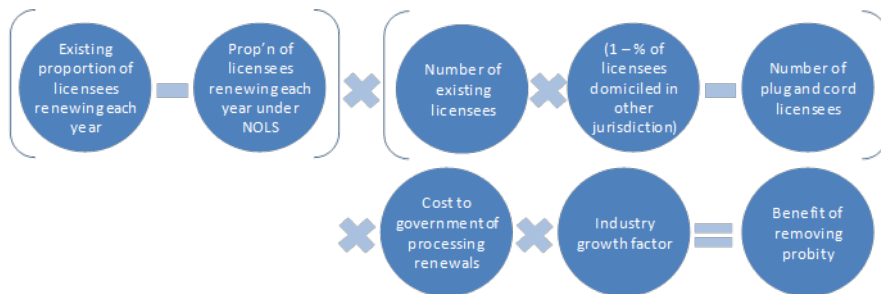 Existing
proportion of
licensees
renewing each
year
Prop'n of
licensees
renewing each
year under
NOLS
Number of
existing
licensees
(1 – % of
licensees
domiciled in
other
jurisdiction)
Number of
plug and cord
licensees
Cost to
government of
processing
renewals
Industry
growth factor
Benefit of
removing
probity